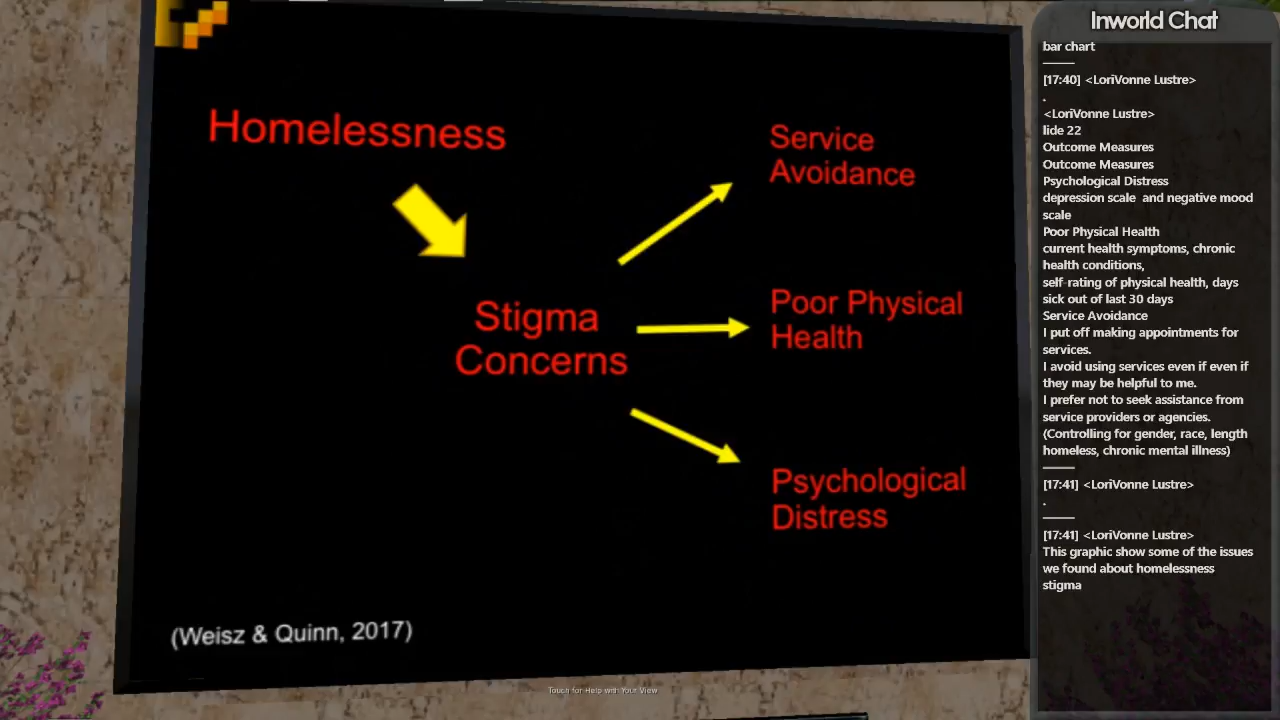 Homelessness
Service
Avoidance
Stigma
Concerns
Poor Physical
Health
Psychological
Distress
(Weisz & Quinn, 2017)
Touch for Help with Your View
Inworld Chat
bar chart
[17:40] <LoriVonne Lustre>
.
<LoriVonne Lustre>
lide 22
Outcome Measures
Outcome Measures
Psychological Distress
depression scale  and negative mood
scale
Poor Physical Health
current health symptoms, chronic
health conditions,
self-rating of physical health, days
sick out of last 30 days
Service Avoidance
I put off making appointments for
services.
I avoid using services even if even if
they may be helpful to me.
I prefer not to seek assistance from
service providers or agencies.
(Controlling for gender, race, length
homeless, chronic mental illness)
[17:41] <LoriVonne Lustre>
.
[17:41] <LoriVonne Lustre>
This graphic show some of the issues
we found about homelessness
stigma